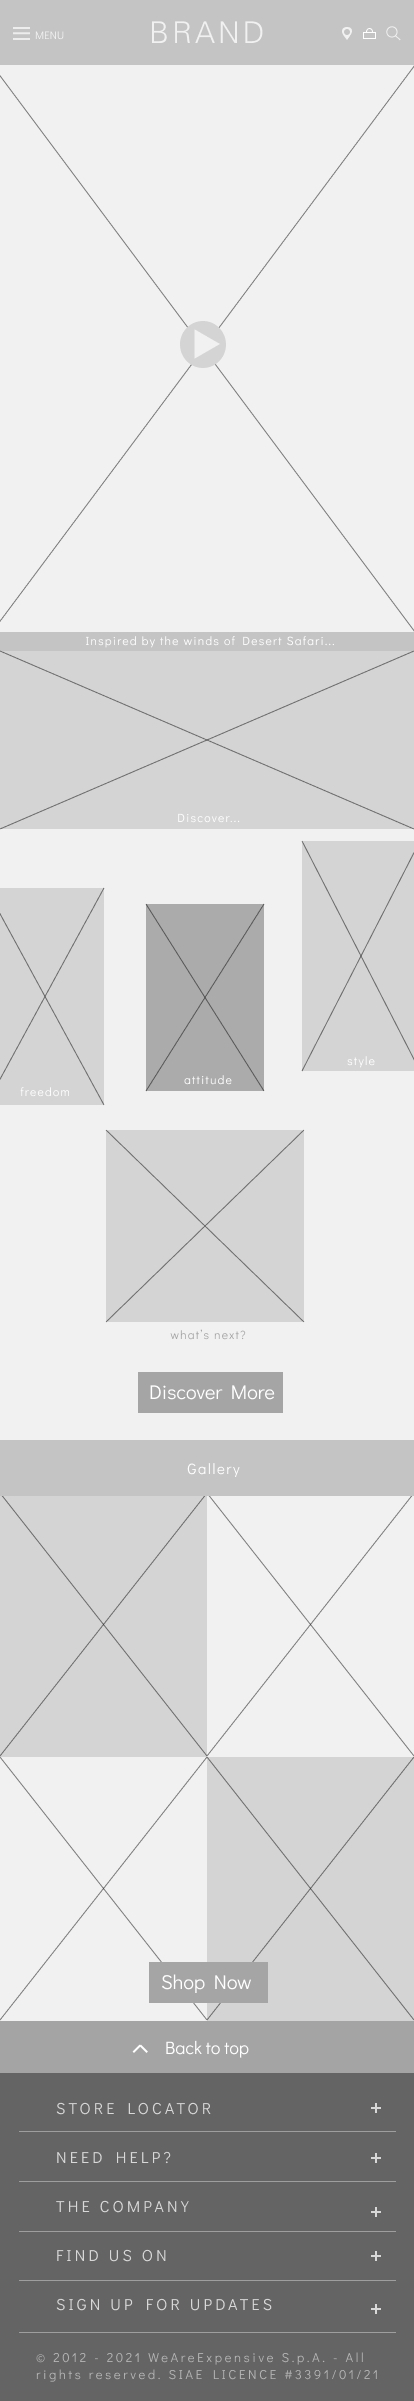 MENU
BRAND
Inspired by the winds of Desert Safari...
Discover...
freedom
attitude
style
what's next?
Discover More
Gallery
Shop Now
Back to top
STORE LOCATOR
NEED HELP?
THE COMPANY
FIND US ON
SIGN UP FOR UPDATES
© 2012 - 2021 WeAreExpensive S.p.A. - All
rights reserved. SIAE LICENCE #3391/01/21